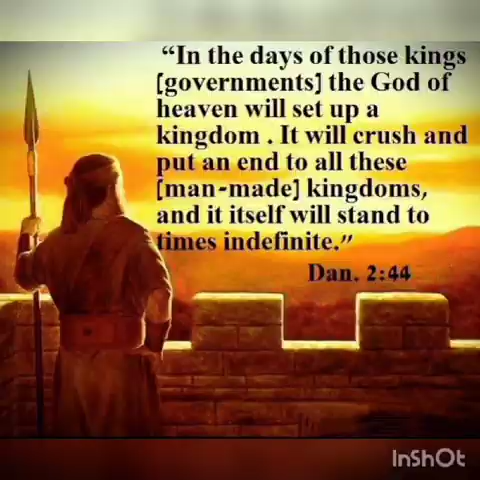 “In the days of those kings
[governments] the God of
heaven will set up a
kingdom . It will crush and
put an end to all these
[man-made] kingdoms,
and it itself will stand to
times indefinite.”
Dan. 2:44
InShOt